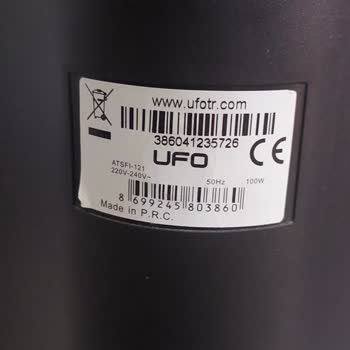 www.ufotr.com
386041235726
UFO
CE
ATSFI-121
220V-240V~ 50Hz 100W
8 699245 803860
Made in P.R.C.